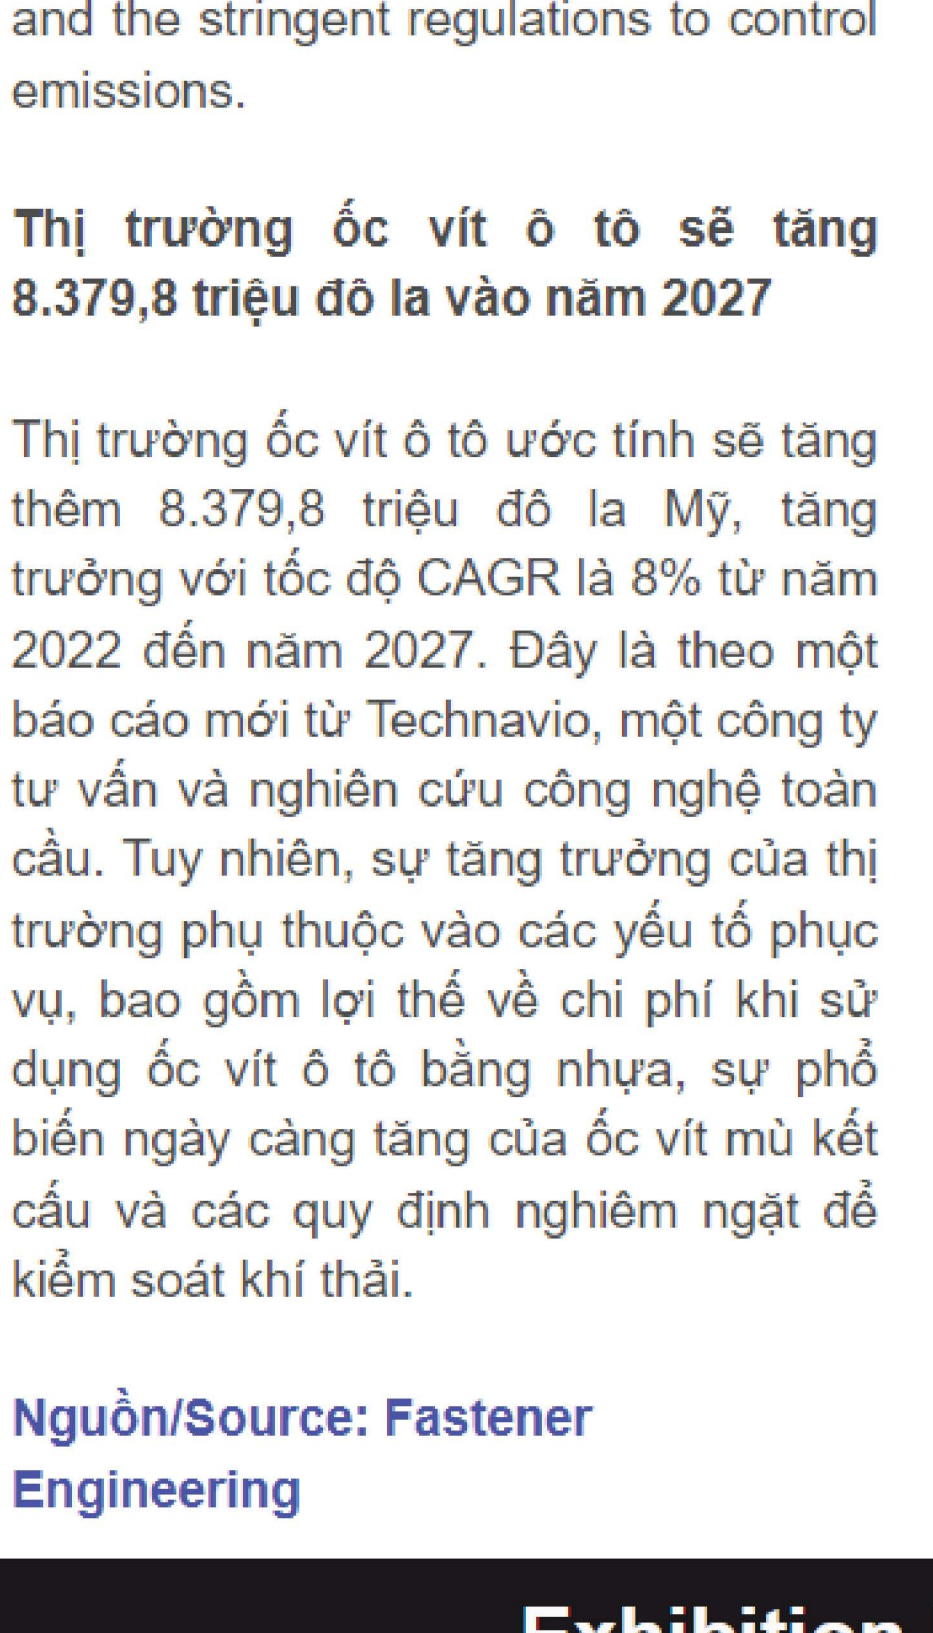 and the stringent regulations to control
emissions.
Thị trường ốc vít ô tô sẽ tăng
8.379,8 triệu đô la vào năm 2027
Thị trường ốc vít ô tô ước tính sẽ tăng
thêm 8.379,8 triệu đô la Mỹ, tăng
trưởng với tốc độ CAGR là 8% từ năm
2022 đến năm 2027. Đây là theo một
báo cáo mới từ Technavio, một công ty
tư vấn và nghiên cứu công nghệ toàn
cầu. Tuy nhiên, sự tăng trưởng của thị
trường phụ thuộc vào các yếu tố phục
vụ, bao gồm lợi thế về chi phí khi sử
dụng ốc vít ô tô bằng nhựa, sự phổ
biến ngày càng tăng của ốc vít mù kết
cấu và các quy định nghiêm ngặt để
kiểm soát khí thải.
Nguồn/Source: Fastener
Engineering
Exhibition